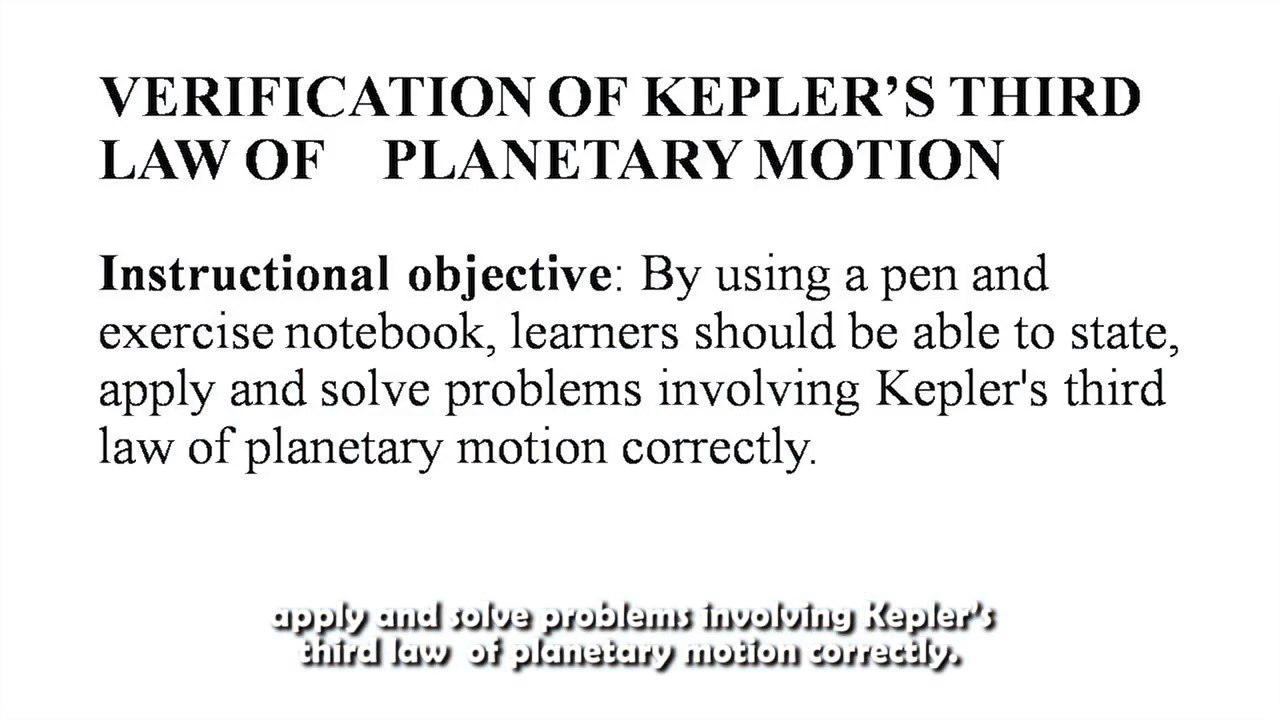 VERIFICATION OF KEPLER’S THIRD
LAW OF PLANETARY MOTION
Instructional objective: By using a pen and
exercise notebook, learners should be able to state,
apply and solve problems involving Kepler's third
law of planetary motion correctly.
apply and solve problems involving Kepler's
third law of planetary motion correctly.